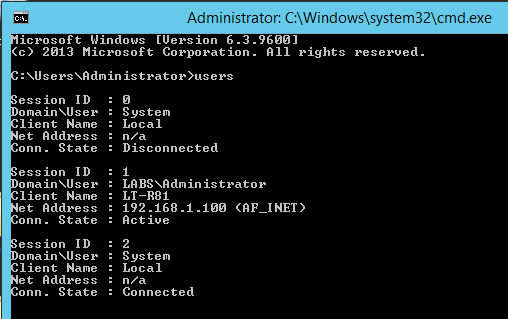 Administrator: C:\Windows\system32\cmd.exe
Microsoft Windows [Version 6.3.9600]
(c) 2013 Microsoft Corporation. All rights reserved.
C:\Users\Administrator>users
Session ID  : 0
Domain\User : System
Client Name : Local
Net Address : n/a
Conn. State : Disconnected
Session ID  : 1
Domain\User : LABS\Administrator
Client Name : LT-R81
Net Address : 192.168.1.100 (AF_INET)
Conn. State : Active
Session ID  : 2
Domain\User : System
Client Name : Local
Net Address : n/a
Conn. State : Connected